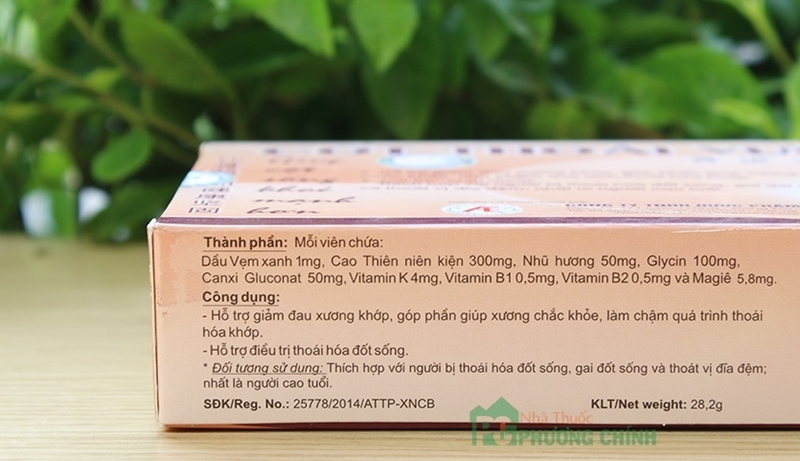 khai
mạnh
hơn
Thành phần: Mỗi viên chứa:
Dầu Vẹm xanh 1mg, Cao Thiên niên kiện 300mg, Nhũ hương 50mg, Glycin 100mg,
Canxi Gluconat 50mg, Vitamin K 4mg, Vitamin B1 0,5mg, Vitamin B2 0,5mg và Magiê 5,8mg.
Công dụng:
- Hỗ trợ giảm đau xương khớp, góp phần giúp xương chắc khỏe, làm chậm quá trình thoái
hóa khớp.
- Hỗ trợ điều trị thoái hóa đốt sống.
* Đối tượng sử dụng: Thích hợp với người bị thoái hóa đốt sống, gai đốt sống và thoát vị đĩa đệm;
nhất là người cao tuổi.
SĐK/Reg. No.: 25778/2014/ATTP-XNCB KLT/Net weight: 28,2g
Nhà Thuốc
PHƯƠNG CHÍNH